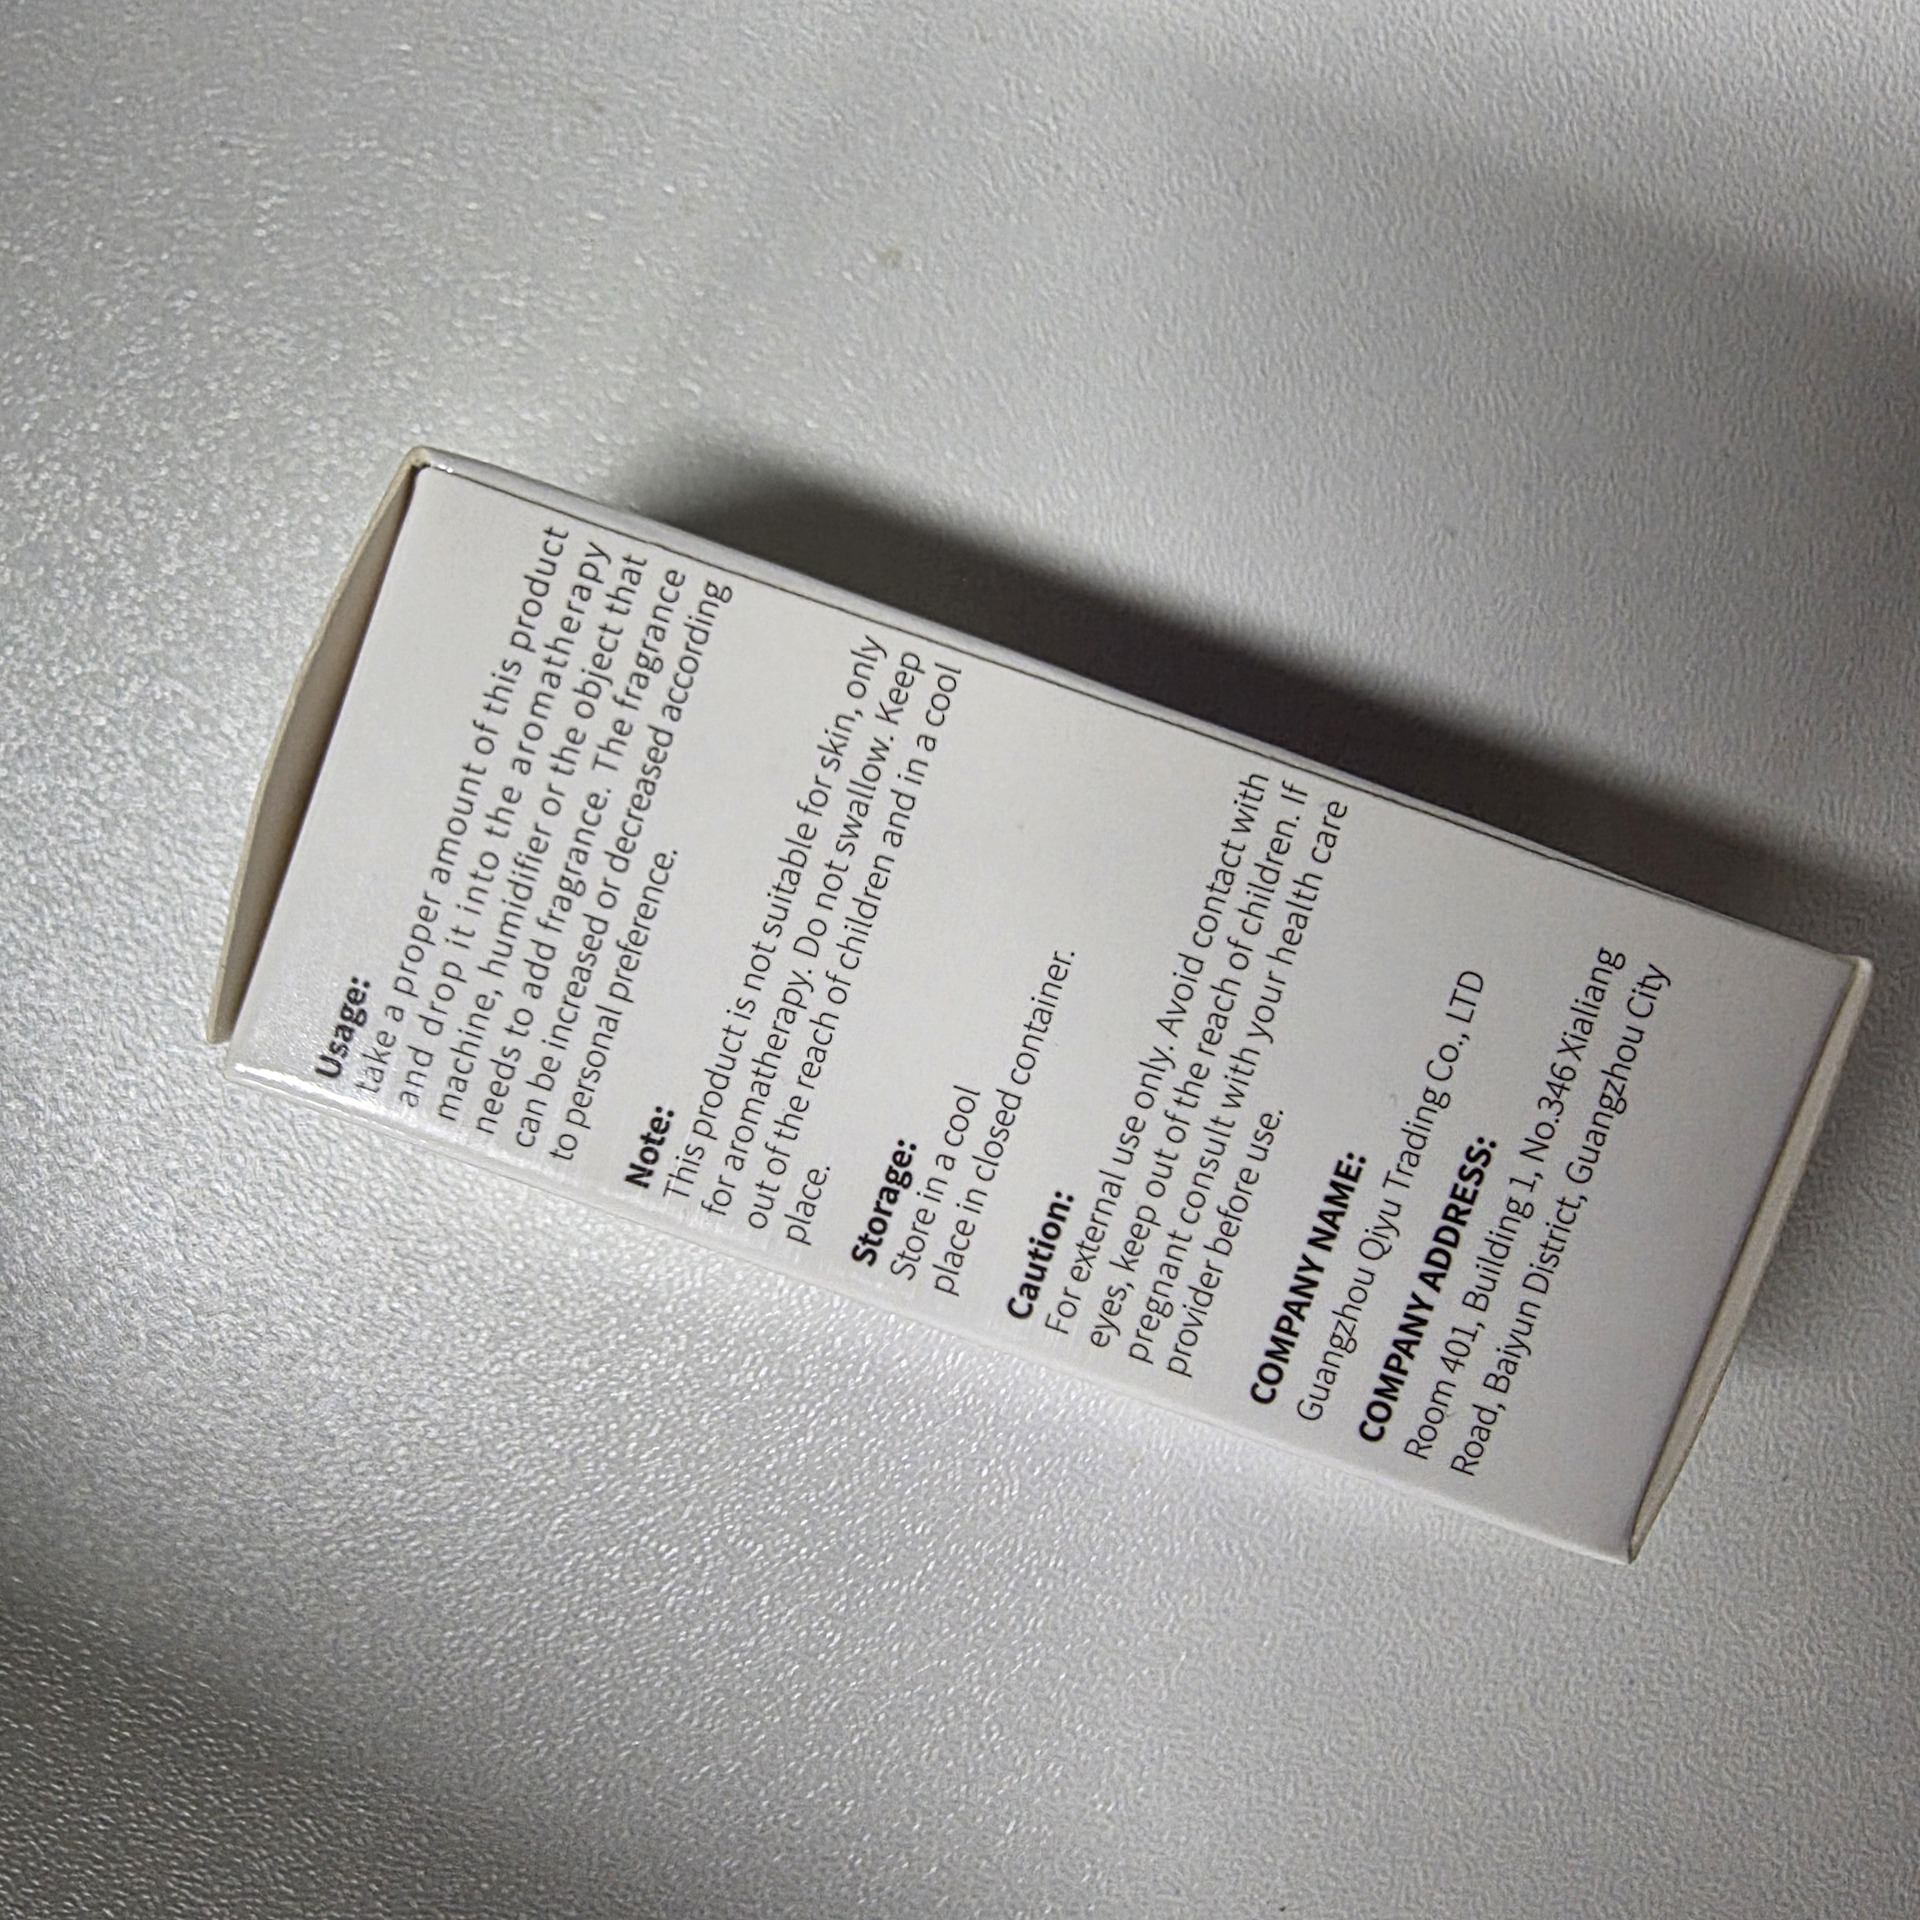 Usage:
take a proper amount of this product
and drop it into the aromatherapy
machine, humidifier or the object that
needs to add fragrance. The fragrance
can be increased or decreased according
to personal preference.
Note:
This product is not suitable for skin, only
for aromatherapy. Do not swallow. Keep
out of the reach of children and in a cool
place.
Storage:
Store in a cool
place in closed container.
Caution:
For external use only. Avoid contact with
eyes, keep out of the reach of children. If
pregnant consult with your health care
provider before use.
COMPANY NAME:
Guangzhou Qiyu Trading Co., LTD
COMPANY ADDRESS:
Room 401, Building 1, No.346 Xialiang
Road, Baiyun District, Guangzhou City